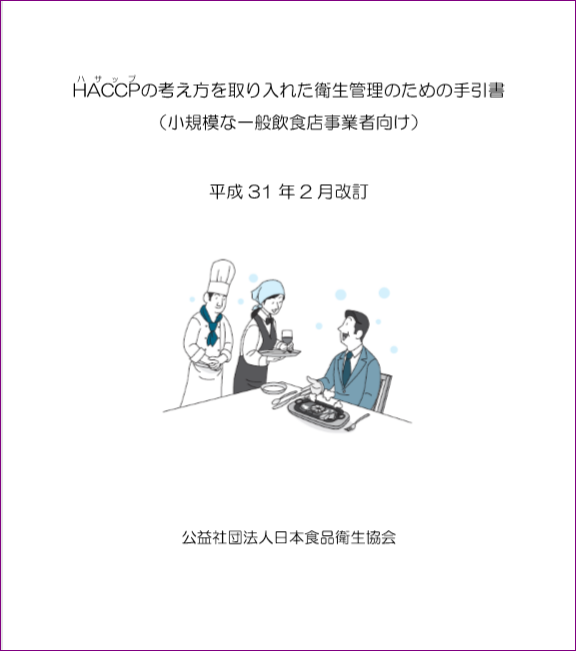 ハサップ
HACCPの考え方を取り入れた衛生管理のための手引書
（小規模な一般飲食店事業者向け）
平成 31 年 2 月改訂
公益社団法人日本食品衛生協会